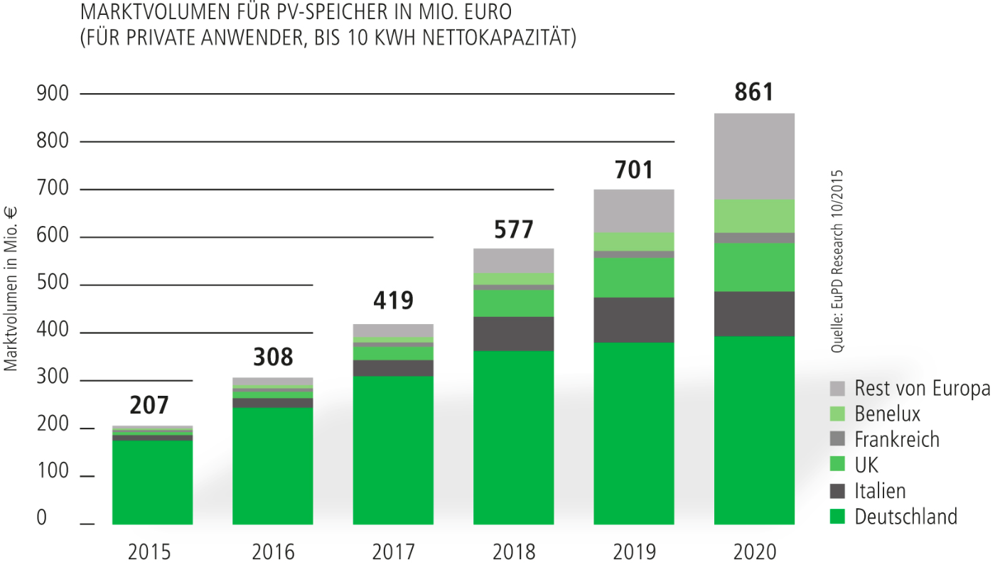 MARKTVOLUMEN FÜR PV-SPEICHER IN MIO. EURO
(FÜR PRIVATE ANWENDER, BIS 10 KWH NETTOKAPAZITÄT)
Marktvolumen in Mio. €
900
800
700
600
500
400
300
200
100
0
207
308
419
577
701
861
2015
2016
2017
2018
2019
2020
Quelle: EuPD Research 10/2015
Rest von Europa
Benelux
Frankreich
UK
Italien
Deutschland